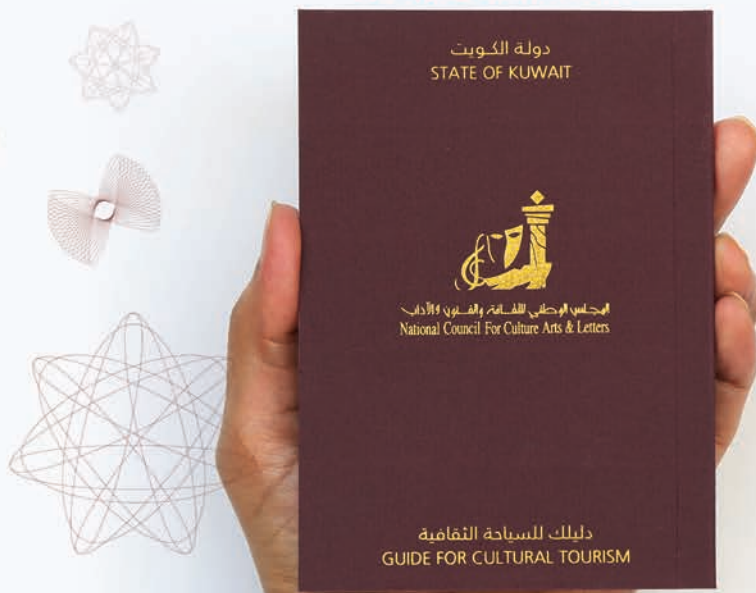 دولة الكويت
STATE OF KUWAIT
المجلس الوطني للثقافة والفنون والآداب
National Council For Culture Arts & Letters
دليلك للسياحة الثقافية
GUIDE FOR CULTURAL TOURISM